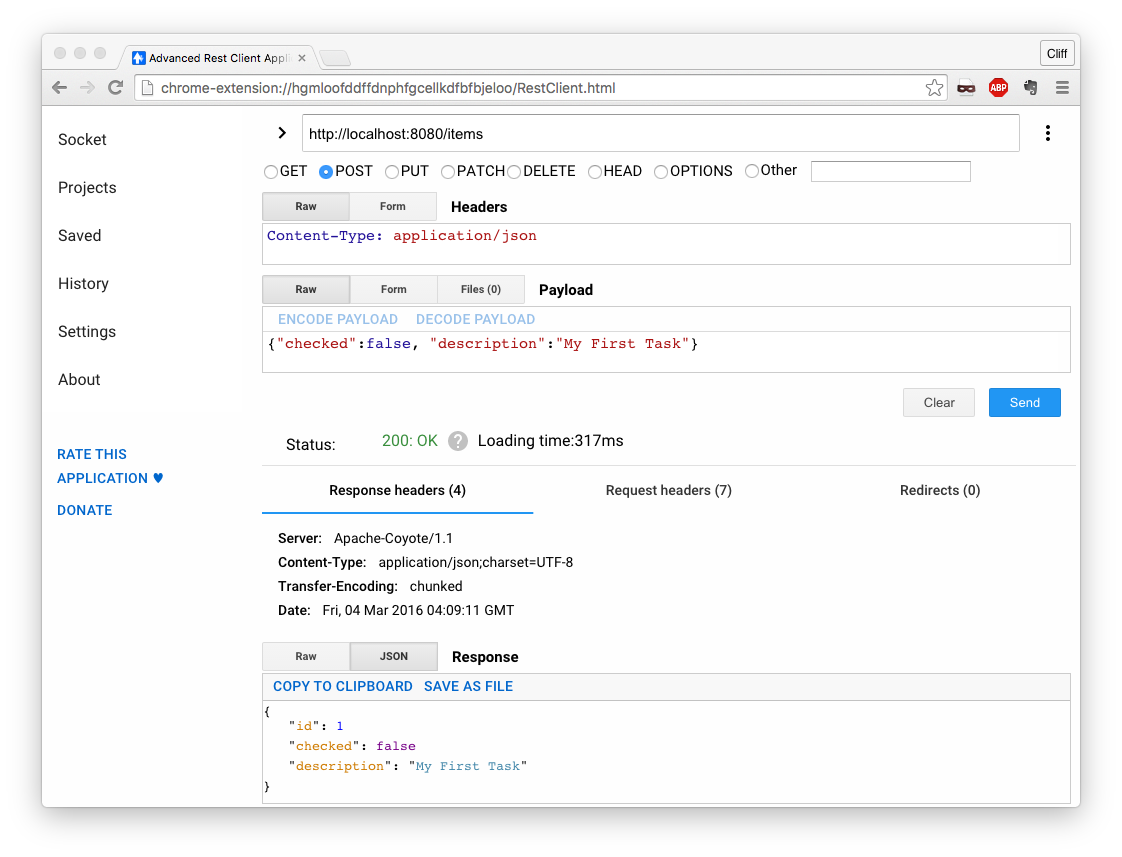 Advanced Rest Client Appli
Cliff
chrome-extension://hgmloofddffdnphfgcellkdfbfbjeloo/RestClient.html
ABP
Socket
Projects
Saved
History
Settings
About
RATE THIS
APPLICATION ♥
DONATE
http://localhost:8080/items
GET POST PUT PATCH DELETE HEAD OPTIONS Other
Raw Form Headers
Content-Type: application/json
Raw Form Files (0) Payload
ENCODE PAYLOAD DECODE PAYLOAD
{"checked":false, "description":"My First Task"}
Clear Send
Status: 200: OK ? Loading time:317ms
Response headers (4) Request headers (7) Redirects (0)
Server: Apache-Coyote/1.1
Content-Type: application/json;charset=UTF-8
Transfer-Encoding: chunked
Date: Fri, 04 Mar 2016 04:09:11 GMT
Raw JSON Response
COPY TO CLIPBOARD SAVE AS FILE
{
"id": 1
"checked": false
"description": "My First Task"
}